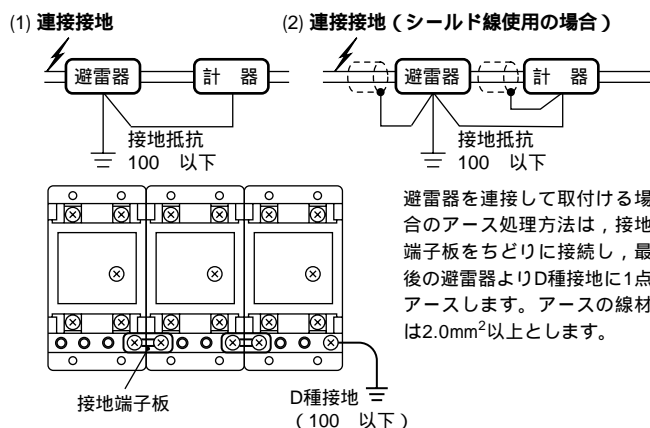 (1) 連接接地
(2) 連接接地（シールド線使用の場合）
避雷器
計 器
接地抵抗
100 以下
避雷器
計 器
接地抵抗
100 以下
避雷器を連接して取付ける場
合のアース処理方法は，接地
端子板をちどりに接続し，最
後の避雷器よりD種接地に1点
アースします。アースの線材
は2.0mm²以上とします。
接地端子板
D種接地
（100 以下）